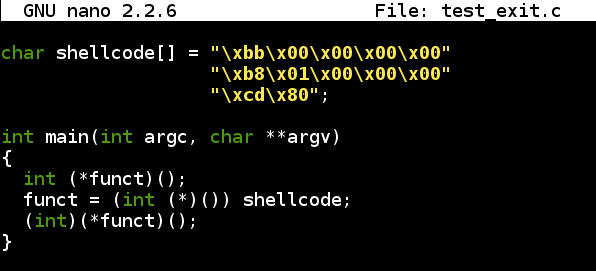 GNU nano 2.2.6 File: test_exit.c
char shellcode[] = "\xbb\x00\x00\x00\x00"
"\xb8\x01\x00\x00\x00"
"\xcd\x80";
int main(int argc, char **argv)
{
int (*funct)();
funct = (int (*)()) shellcode;
(int)(*funct)();
}